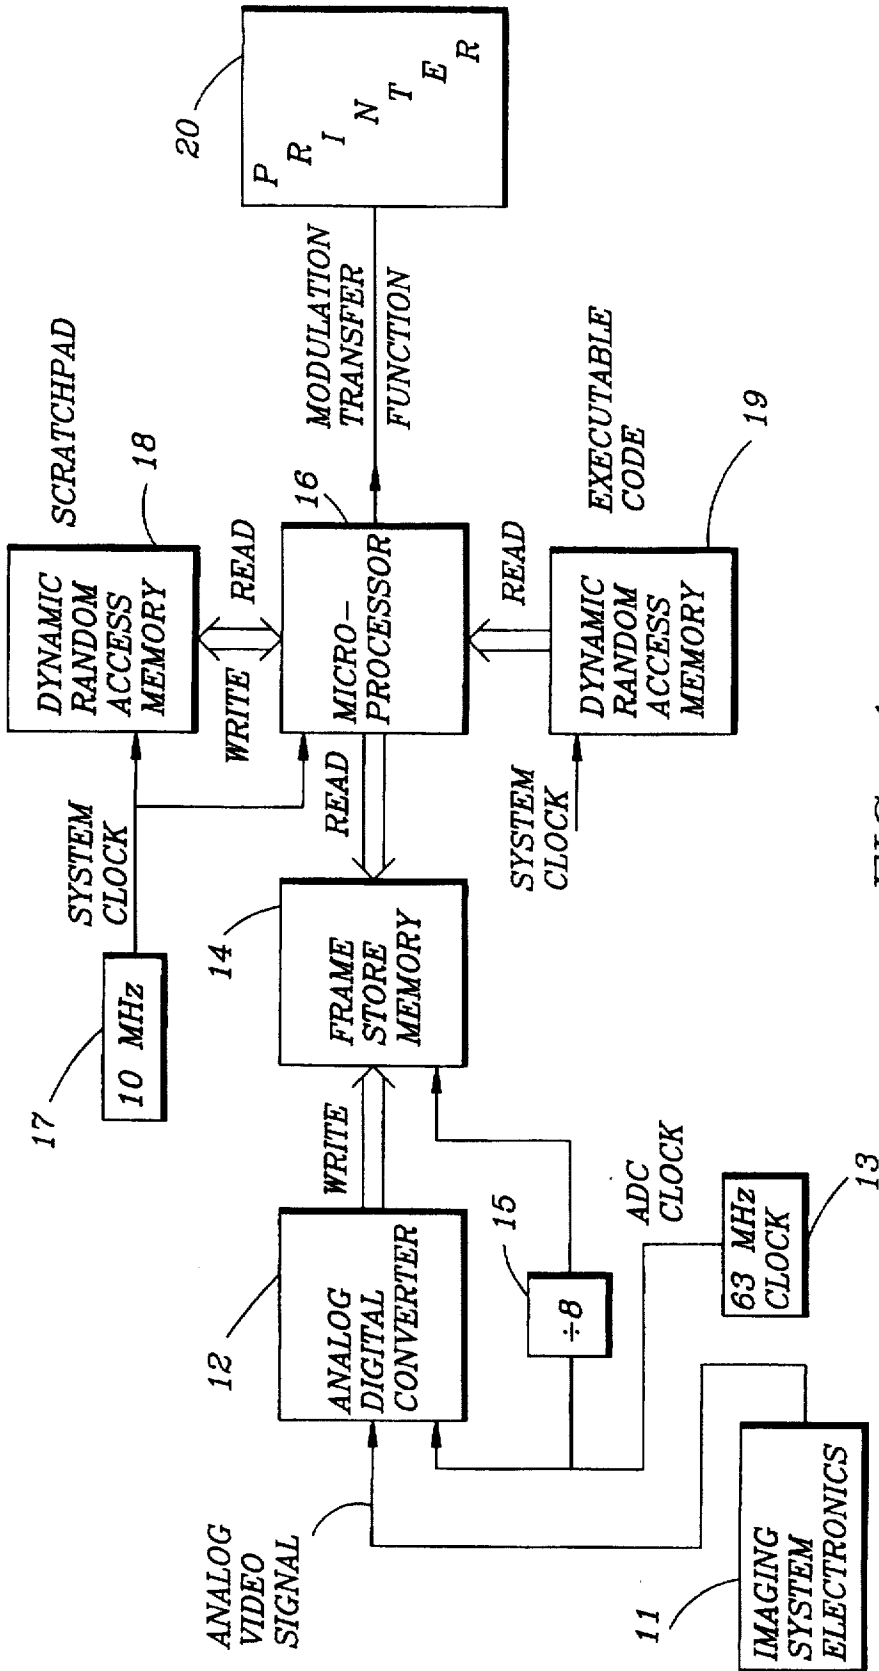 SCRATCHPAD
18
DYNAMIC
RANDOM
ACCESS
MEMORY
SYSTEM
CLOCK
17
10 MHz
WRITE
READ
20
P
R
I
N
T
E
R
ANALOG
VIDEO
SIGNAL
12
ANALOG
DIGITAL
CONVERTER
WRITE
14
FRAME
STORE
MEMORY
READ
16
MICRO-
PROCESSOR
MODULATION
TRANSFER
FUNCTION
15
÷8
ADC
CLOCK
READ
SYSTEM
CLOCK
EXECUTABLE
CODE
19
DYNAMIC
RANDOM
ACCESS
MEMORY
11
IMAGING
SYSTEM
ELECTRONICS
63 MHz
CLOCK
13
FIG.